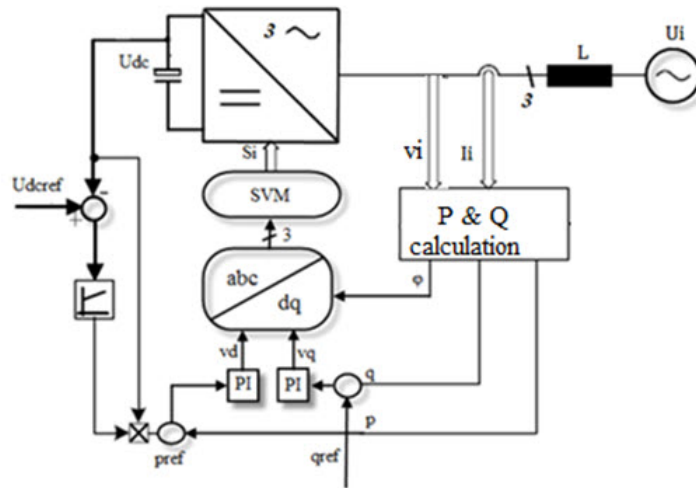 3
Ui
Udc
L
3
Si
vi
Ii
SVM
Udcref
-
+
P & Q
calculation
3
abc
dq
φ
vd
vq
PI
PI
q
p
pref
qref